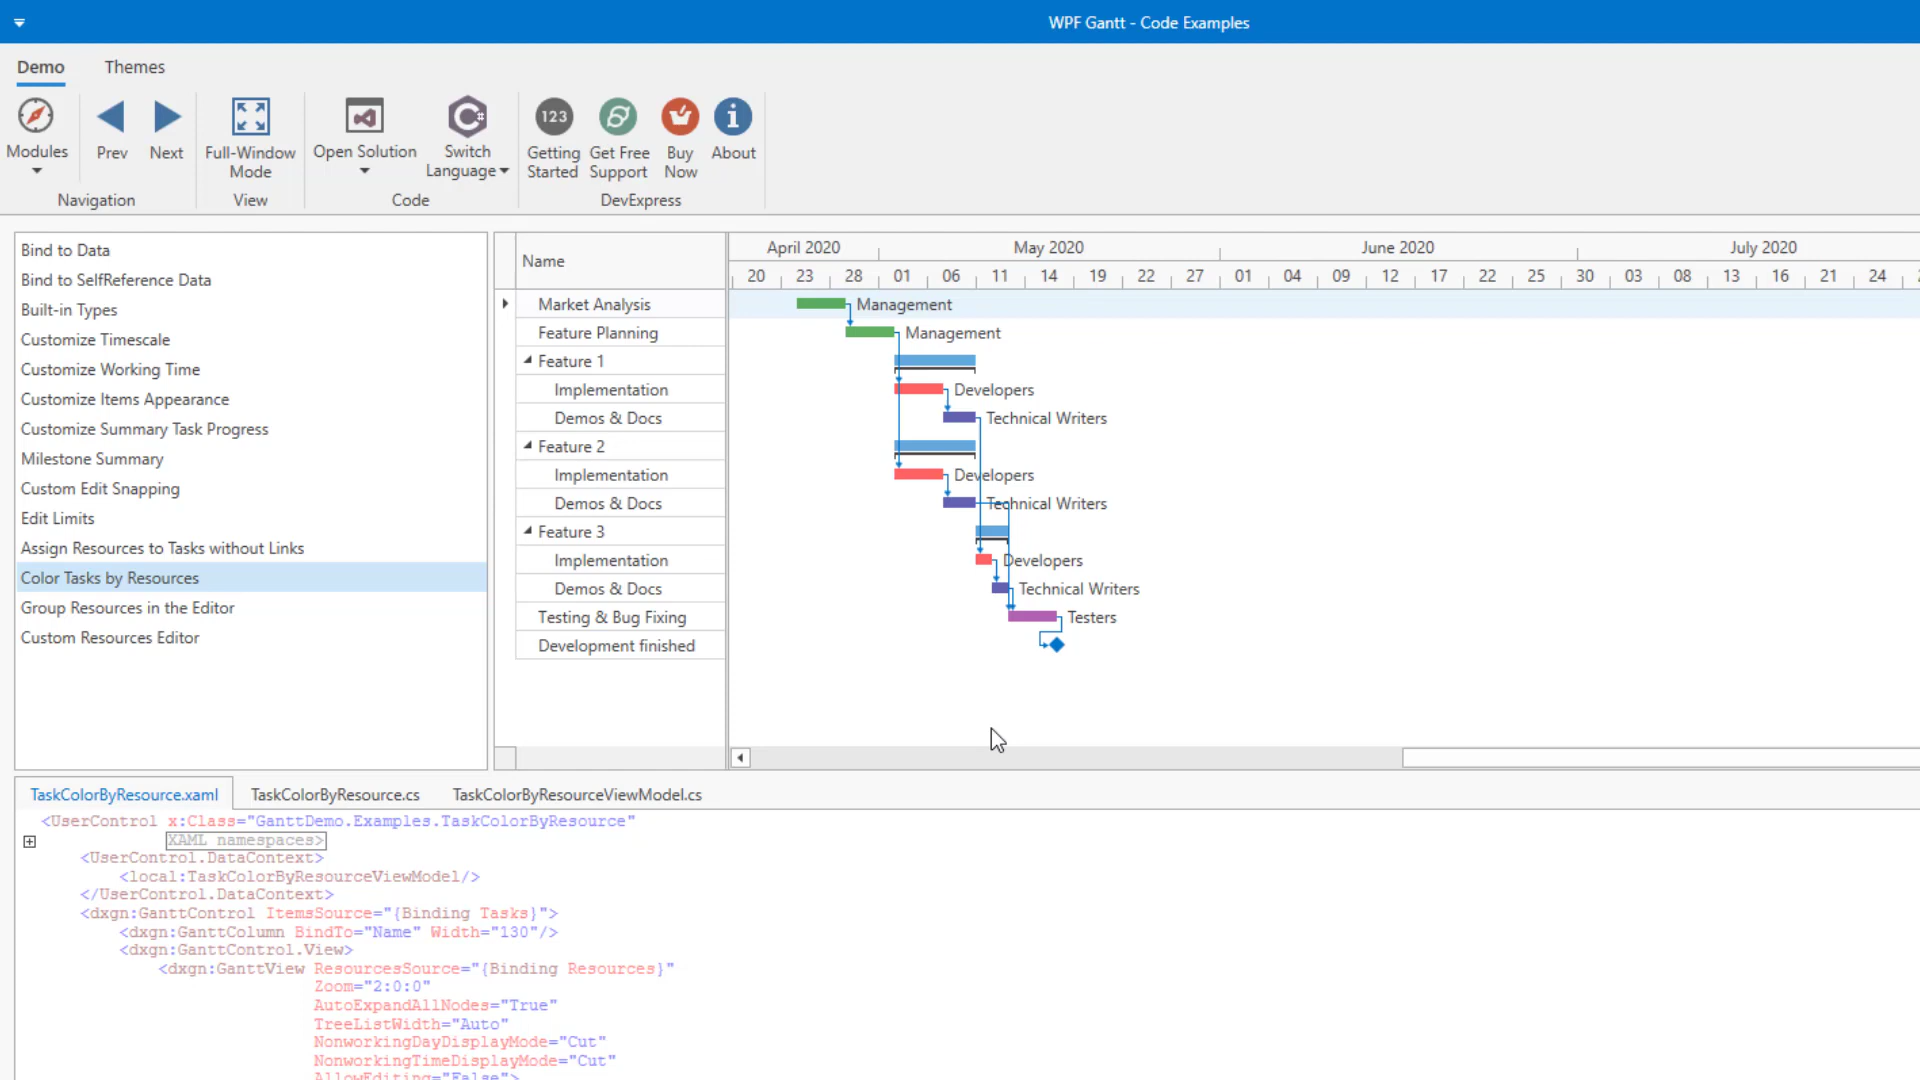 WPF Gantt - Code Examples
Demo Themes
Modules Prev Next Full-Window Mode Open Solution Switch Language 123 Getting Started Get Free Support Buy Now About
Navigation View Code DevExpress
Bind to Data
Bind to SelfReference Data
Built-in Types
Customize Timescale
Customize Working Time
Customize Items Appearance
Customize Summary Task Progress
Milestone Summary
Custom Edit Snapping
Edit Limits
Assign Resources to Tasks without Links
Color Tasks by Resources
Group Resources in the Editor
Custom Resources Editor
Name
April 2020 May 2020 June 2020 July 2020
20 23 28 01 06 11 14 19 22 27 01 04 09 12 17 22 25 30 03 08 13 16 21 24
Market Analysis Management
Feature Planning Management
Feature 1
Implementation Developers
Demos & Docs Technical Writers
Feature 2
Implementation Developers
Demos & Docs Technical Writers
Feature 3
Implementation Developers
Demos & Docs Technical Writers
Testing & Bug Fixing Testers
Development finished
TaskColorByResource.xaml TaskColorByResource.cs TaskColorByResourceViewModel.cs
<UserControl x:Class="GanttDemo.Examples.TaskColorByResource"
XAML namespaces>
<UserControl.DataContext>
<local:TaskColorByResourceViewModel/>
</UserControl.DataContext>
<dxgn:GanttControl ItemsSource="{Binding Tasks}">
<dxgn:GanttColumn BindTo="Name" Width="130"/>
<dxgn:GanttControl.View>
<dxgn:GanttView ResourcesSource="{Binding Resources}"
Zoom="2:0:0"
AutoExpandAllNodes="True"
TreeListWidth="Auto"
NonworkingDayDisplayMode="Cut"
NonworkingTimeDisplayMode="Cut"
AllowEditing="False">